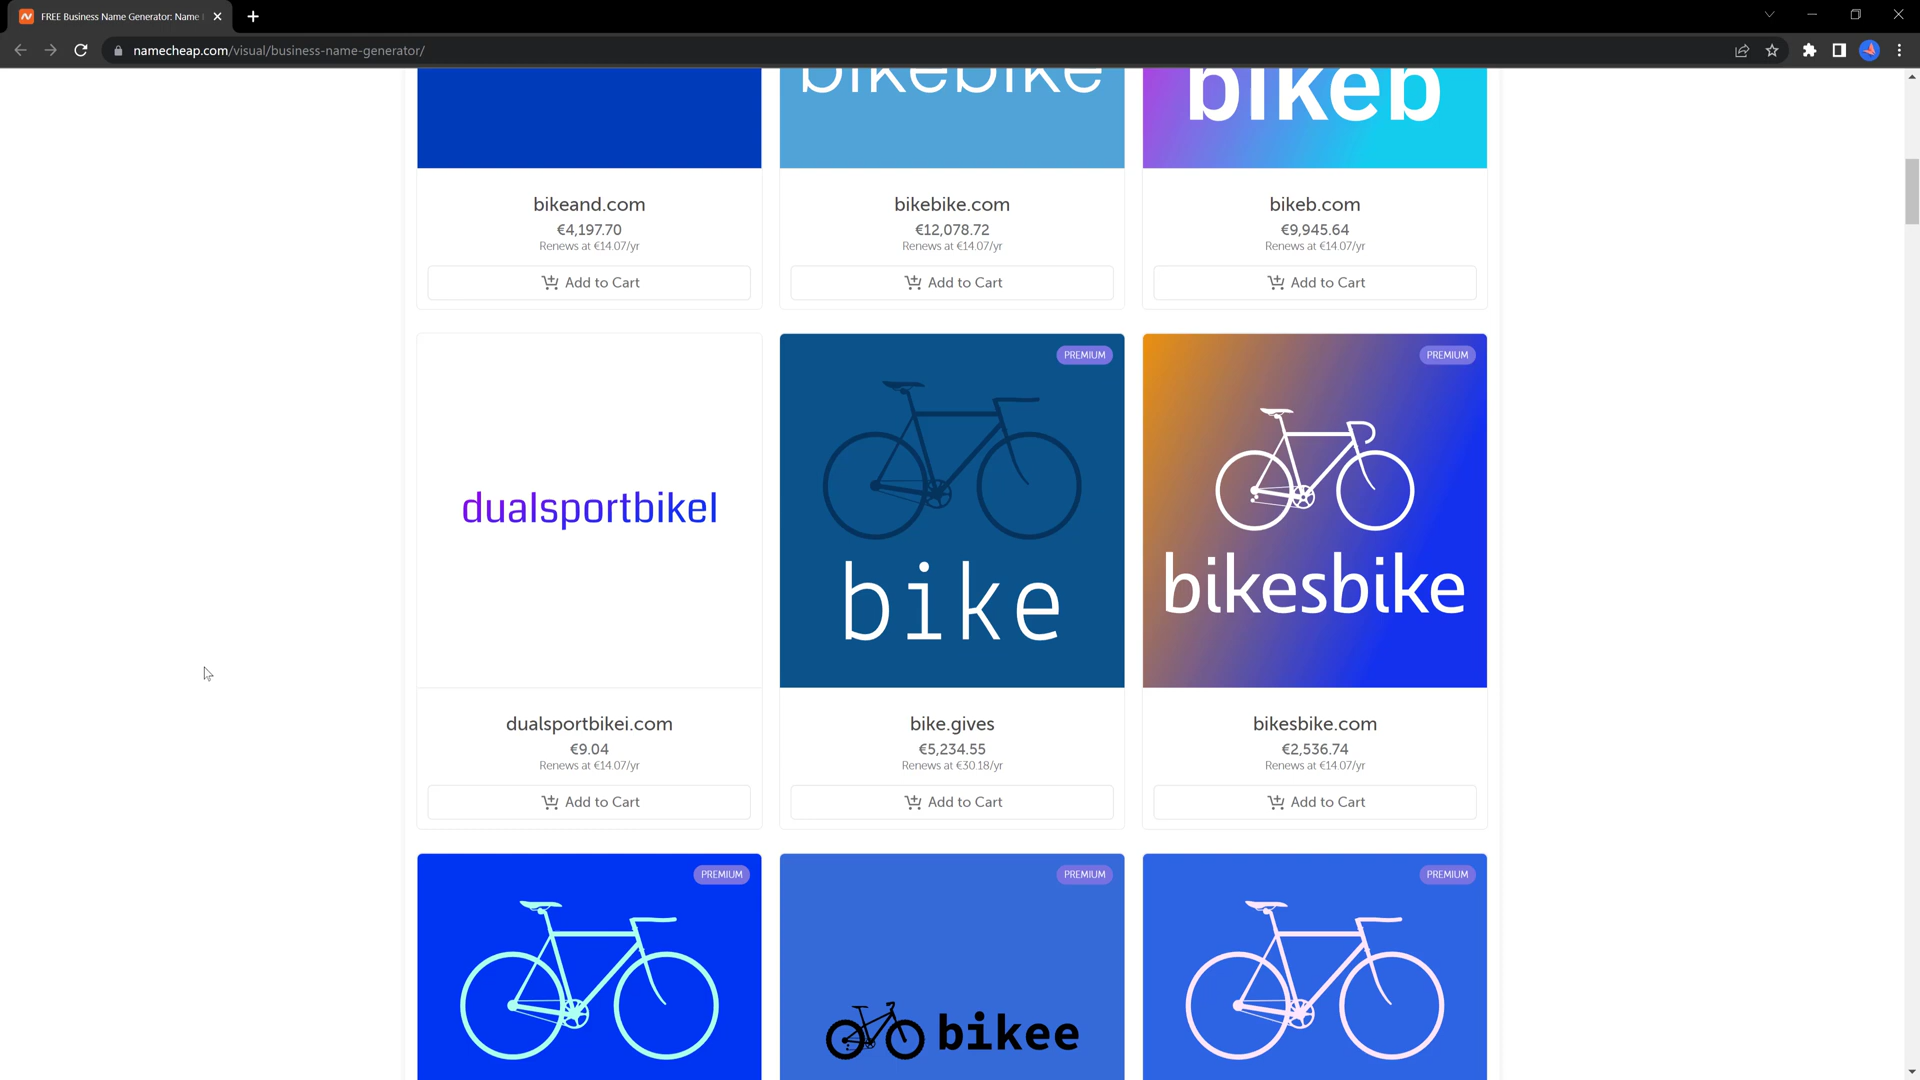 FREE Business Name Generator: Name
namecheap.com/visual/business-name-generator/
bikebike
bikeb
bikeand.com
€4,197.70
Renews at €14.07/yr
Add to Cart
bikebike.com
€12,078.72
Renews at €14.07/yr
Add to Cart
bikeb.com
€9,945.64
Renews at €14.07/yr
Add to Cart
dualsportbikeI
dualsportbikei.com
€9.04
Renews at €14.07/yr
Add to Cart
PREMIUM
bike
bike.gives
€5,234.55
Renews at €30.18/yr
Add to Cart
PREMIUM
bikesbike
bikesbike.com
€2,536.74
Renews at €14.07/yr
Add to Cart
PREMIUM
PREMIUM
bikee
PREMIUM